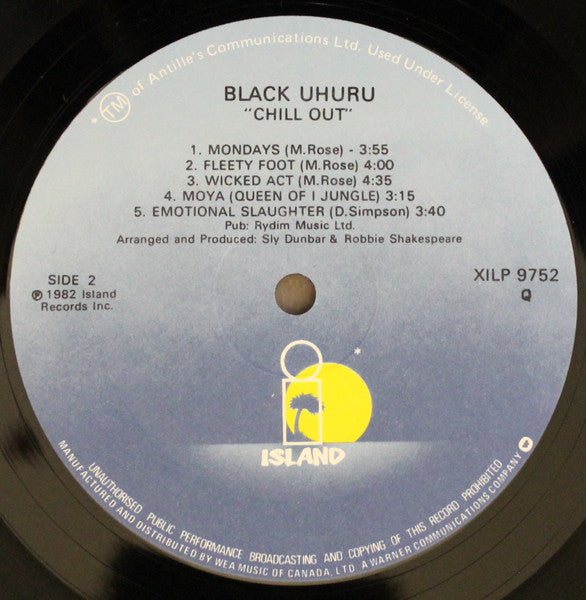 * TM of Antille's Communications Ltd. Used Under License
BLACK UHURU
"CHILL OUT"
1. MONDAYS (M.Rose) - 3:55
2. FLEETY FOOT (M.Rose) 4:00
3. WICKED ACT (M.Rose) 4:35
4. MOYA (QUEEN OF I JUNGLE) 3:15
5. EMOTIONAL SLAUGHTER (D.Simpson) 3:40
Pub: Rydim Music Ltd.
Arranged and Produced: Sly Dunbar & Robbie Shakespeare
SIDE 2
℗ 1982 Island
Records Inc.
XILP 9752
Q
i *
ISLAND
UNAUTHORISED PUBLIC PERFORMANCE BROADCASTING AND COPYING OF THIS RECORD PROHIBITED
MANUFACTURED AND DISTRIBUTED BY WEA MUSIC OF CANADA, LTD. A WARNER COMMUNICATIONS COMPANY